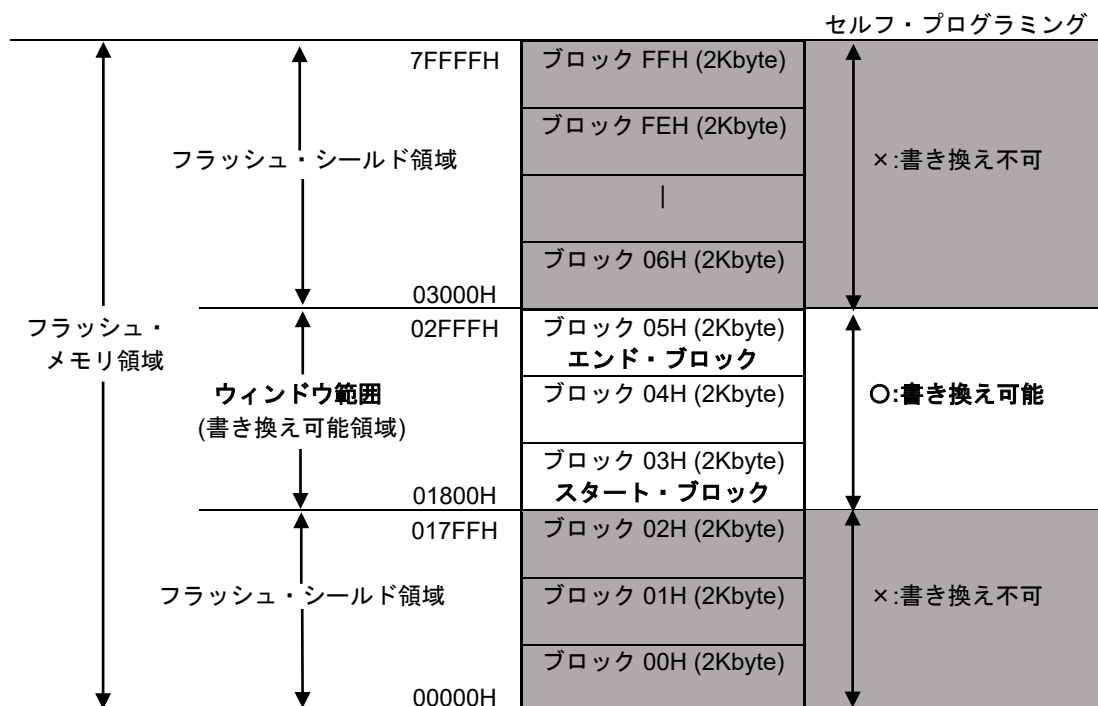 セルフ・プログラミング
7FFFFH
ブロック FFH (2Kbyte)
ブロック FEH (2Kbyte)
フラッシュ・シールド領域
×:書き換え不可
|
ブロック 06H (2Kbyte)
03000H
フラッシュ・
メモリ領域
02FFFH
ブロック 05H (2Kbyte)
エンド・ブロック
ウィンドウ範囲
(書き換え可能領域)
ブロック 04H (2Kbyte)
○:書き換え可能
ブロック 03H (2Kbyte)
スタート・ブロック
01800H
017FFH
ブロック 02H (2Kbyte)
フラッシュ・シールド領域
ブロック 01H (2Kbyte)
×:書き換え不可
ブロック 00H (2Kbyte)
00000H